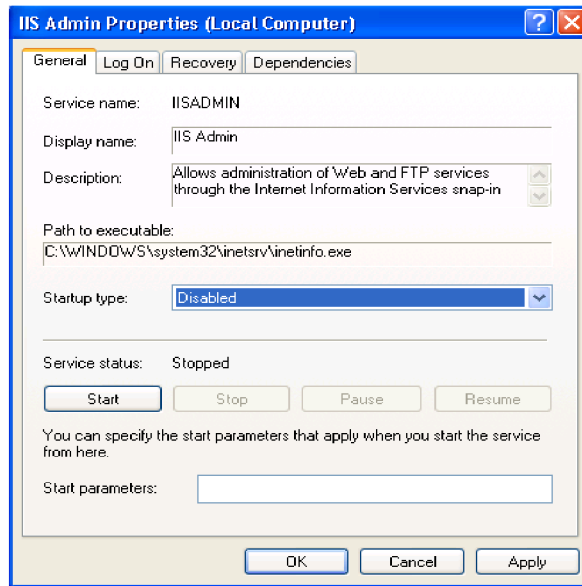 IIS Admin Properties (Local Computer)
General Log On Recovery Dependencies
Service name: IISADMIN
Display name: IIS Admin
Description: Allows administration of Web and FTP services
through the Internet Information Services snap-in
Path to executable:
C:\WINDOWS\system32\inetsrv\inetinfo.exe
Startup type: Disabled
Service status: Stopped
Start Stop Pause Resume
You can specify the start parameters that apply when you start the service
from here.
Start parameters:
OK Cancel Apply